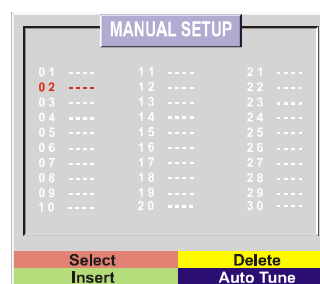 MANUAL SETUP
01 ---- 11 ---- 21 ----
02 ---- 12 ---- 22 ----
03 ---- 13 ---- 23 ----
04 ---- 14 ---- 24 ----
05 ---- 15 ---- 25 ----
06 ---- 16 ---- 26 ----
07 ---- 17 ---- 27 ----
08 ---- 18 ---- 28 ----
09 ---- 19 ---- 29 ----
10 ---- 20 ---- 30 ----
Select Delete
Insert Auto Tune